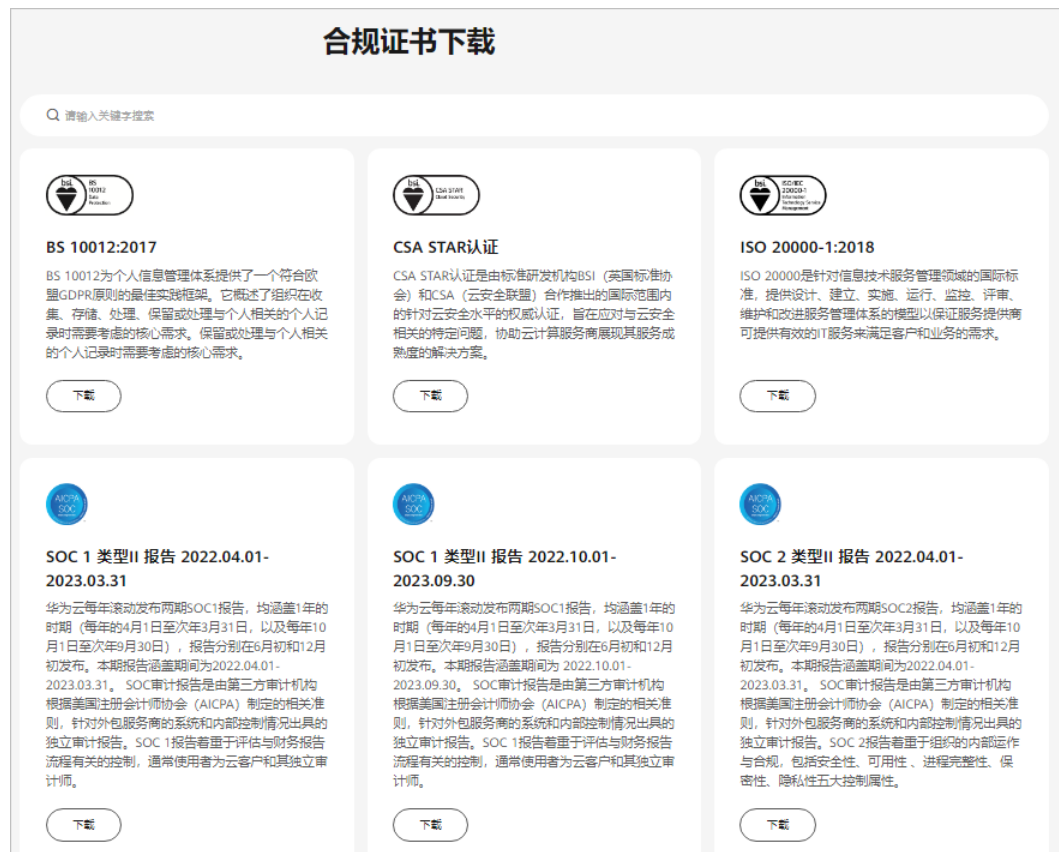 合规证书下载
请输入关键字搜索
bsi.
BS
10012
Data
Protection
bsi.
CSA STAR
Cloud Security
bsi.
ISO/IEC
20000-1
Information
Technology Service
Management
BS 10012:2017
CSA STAR认证
ISO 20000-1:2018
BS 10012为个人信息管理体系提供了一个符合欧
盟GDPR原则的最佳实践框架。它概述了组织在收
集、存储、处理、保留或处理与个人相关的个人记
录时需要考虑的核心需求。保留或处理与个人相关
的个人记录时需要考虑的核心需求。
CSA STAR认证是由标准研发机构BSI（英国标准协
会）和CSA（云安全联盟）合作推出的国际范围内
的针对云安全水平的权威认证，旨在应对与云安全
相关的特定问题，协助云计算服务商展现其服务成
熟度的解决方案。
ISO 20000是针对信息技术服务管理领域的国际标
准，提供设计、建立、实施、运行、监控、评审、
维护和改进服务管理体系的模型以保证服务提供商
可提供有效的IT服务来满足客户和业务的需求。
下载
下载
下载
AICPA
SOC
AICPA
SOC
AICPA
SOC
SOC 1 类型II 报告 2022.04.01-
2023.03.31
SOC 1 类型II 报告 2022.10.01-
2023.09.30
SOC 2 类型II 报告 2022.04.01-
2023.03.31
华为云每年滚动发布两期SOC1报告，均涵盖1年的
时期（每年的4月1日至次年3月31日，以及每年10
月1日至次年9月30日），报告分别在6月初和12月
初发布。本期报告涵盖期间为2022.04.01-
2023.03.31。 SOC审计报告是由第三方审计机构
根据美国注册会计师协会（AICPA）制定的相关准
则，针对外包服务商的系统和内部控制情况出具的
独立审计报告。SOC 1报告着重于评估与财务报告
流程有关的控制，通常使用者为云客户和其独立审
计师。
华为云每年滚动发布两期SOC1报告，均涵盖1年的
时期（每年的4月1日至次年3月31日，以及每年10
月1日至次年9月30日），报告分别在6月初和12月
初发布。本期报告涵盖期间为 2022.10.01-
2023.09.30。 SOC审计报告是由第三方审计机构
根据美国注册会计师协会（AICPA）制定的相关准
则，针对外包服务商的系统和内部控制情况出具的
独立审计报告。SOC 1报告着重于评估与财务报告
流程有关的控制，通常使用者为云客户和其独立审
计师。
华为云每年滚动发布两期SOC2报告，均涵盖1年的
时期（每年的4月1日至次年3月31日，以及每年10
月1日至次年9月30日），报告分别在6月初和12月
初发布。本期报告涵盖期间为2022.04.01-
2023.03.31。 SOC审计报告是由第三方审计机构
根据美国注册会计师协会（AICPA）制定的相关准
则，针对外包服务商的系统和内部控制情况出具的
独立审计报告。SOC 2报告着重于组织的内部运作
与合规，包括安全性、可用性 、进程完整性、保
密性、隐私性五大控制属性。
下载
下载
下载